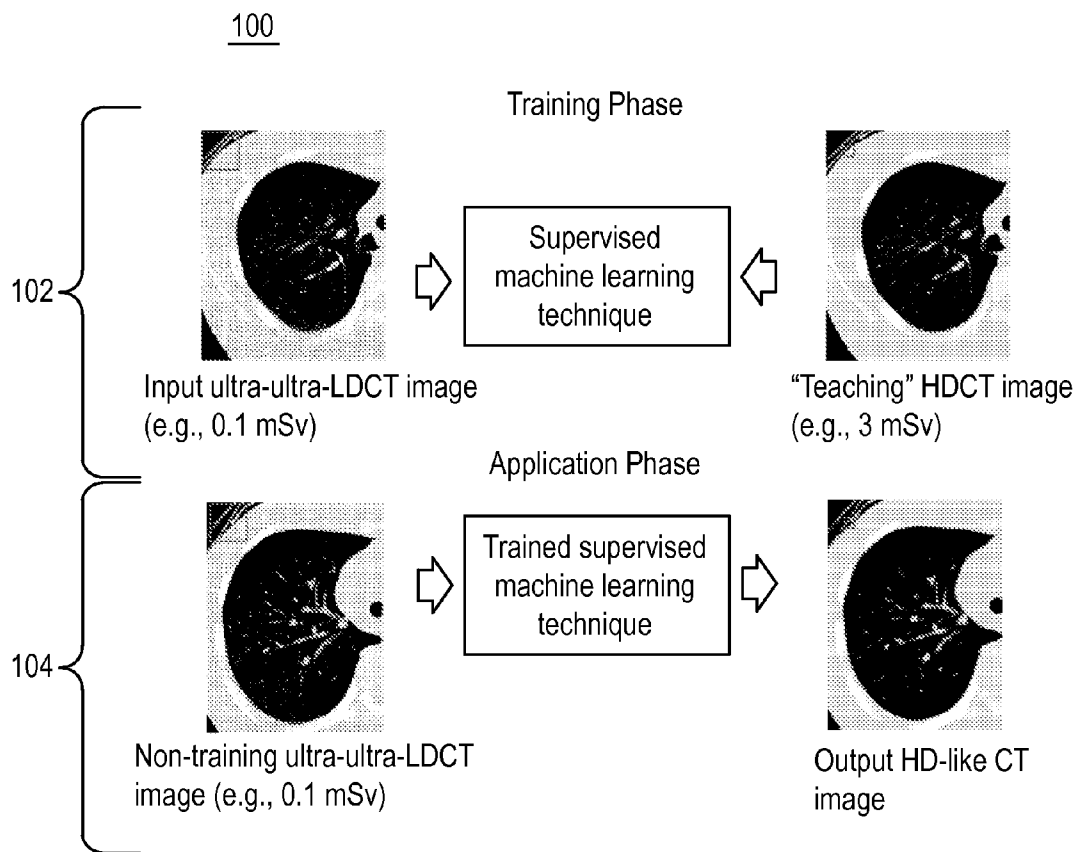 100
Training Phase
102
Supervised
machine learning
technique
Input ultra-ultra-LDCT image
(e.g., 0.1 mSv)
“Teaching” HDCT image
(e.g., 3 mSv)
Application Phase
104
Trained supervised
machine learning
technique
Non-training ultra-ultra-LDCT
image (e.g., 0.1 mSv)
Output HD-like CT
image